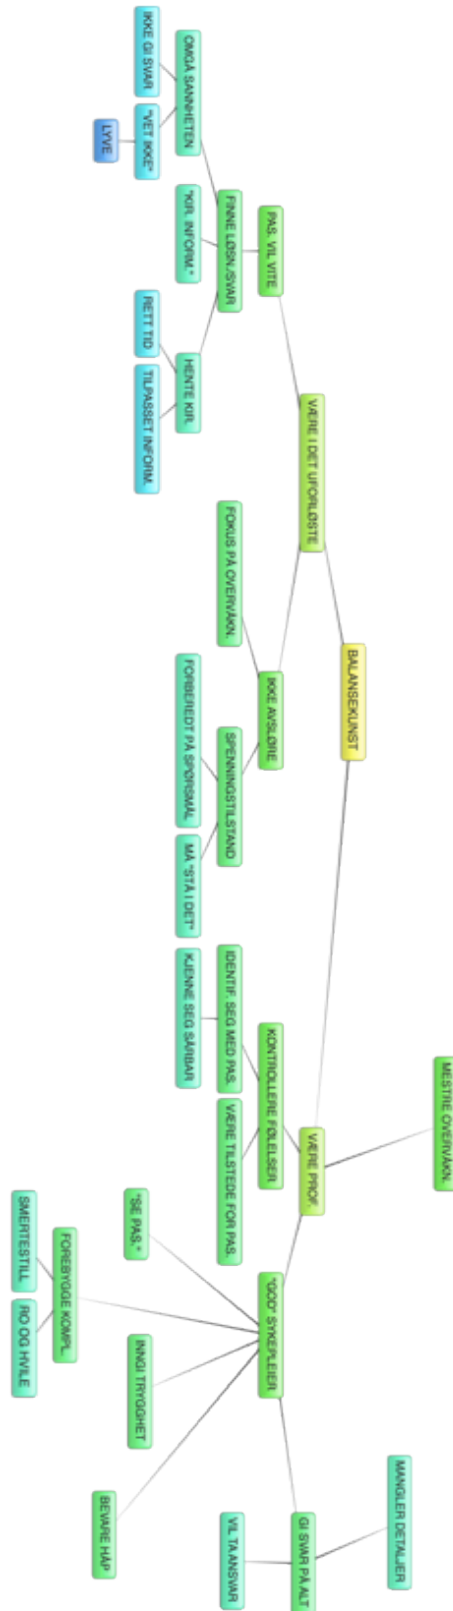 BALANSEKUNST
VÆRE I DET UFORLØSTE
PAS. VIL VITE
FINNE LØSN./SVAR
OMGÅ SANNHETEN
IKKE GI SVAR
"VET IKKE"
LYVE
"KIR. INFORM."
HENTE KIR.
RETT TID
TILPASSET INFORM.
IKKE AVSLØRE
FOKUS PÅ OVERVÅKN.
SPENNINGSTILSTAND
FORBEREDT PÅ SPØRSMÅL
MÅ "STÅ I DET"
VÆRE PROF.
MESTRE OVERVÅKN.
KONTROLLERE FØLELSER
IDENTIF. SEG MED PAS.
KJENNE SEG SÅRBAR
VÆRE TILSTEDE FOR PAS.
"GOD" SYKEPLEIER
"SE PAS."
FOREBYGGE KOMPL.
SMERTESTILL
RO OG HVILE
INNGI TRYGGHET
BEVARE HÅP
GI SVAR PÅ ALT
MANGLER DETALJER
VIL TA ANSVAR